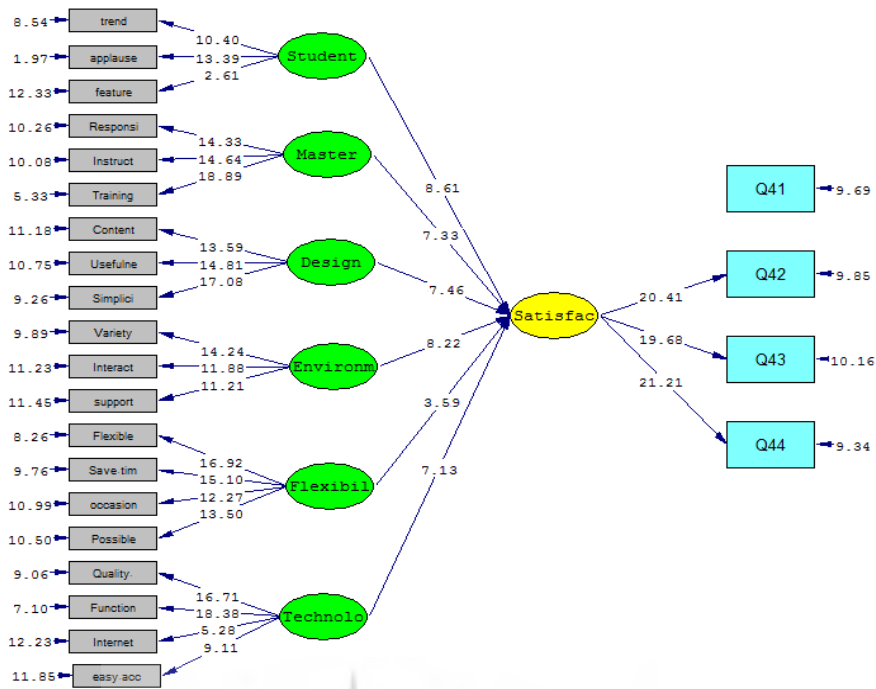 8.54 trend
10.40
1.97 applause
13.39
Student
2.61
12.33 feature
10.26 Responsi
14.33
10.08 Instruct
14.64
Master
18.89
5.33 Training
8.61
7.33
11.18 Content
13.59
10.75 Usefulne
14.81
Design
17.08
9.26 Simplici
7.46
9.89 Variety
14.24
11.23 Interact
11.88
Environm
11.21
11.45 support
8.22
Satisfac
8.26 Flexible
16.92
9.76 Save.tim
15.10
Flexibil
12.27
10.99 occasion
13.50
10.50 Possible
3.59
7.13
9.06 Quality.
16.71
7.10 Function
18.38
Technolo
5.28
12.23 Internet
9.11
11.85 easy.acc
Q41 9.69
20.41
Q42 9.85
19.68
Q43 10.16
21.21
Q44 9.34